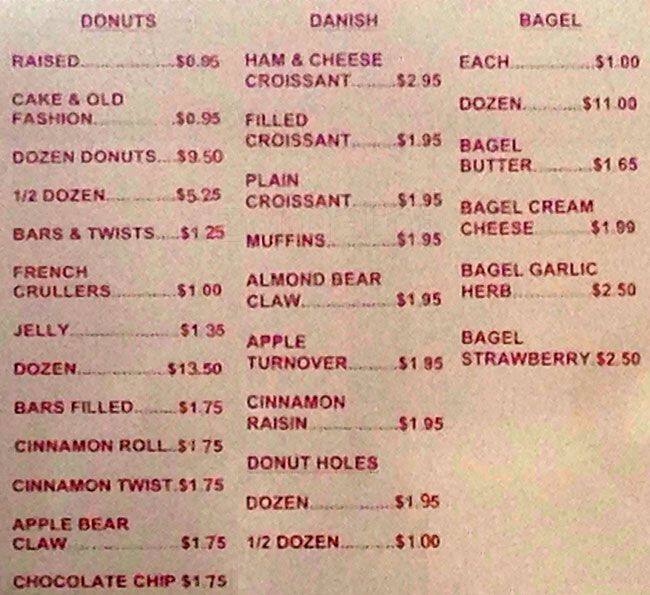 DONUTS
RAISED.................$0.95
CAKE & OLD
FASHION...............$0.95
DOZEN DONUTS...$9.50
1/2 DOZEN.............$5.25
BARS & TWISTS....$1.25
FRENCH
CRULLERS............$1.00
JELLY....................$1.35
DOZEN.................$13.50
BARS FILLED........$1.75
CINNAMON ROLL..$1.75
CINNAMON TWIST.$1.75
APPLE BEAR
CLAW.....................$1.75
CHOCOLATE CHIP $1.75
DANISH
HAM & CHEESE
CROISSANT.........$2.95
FILLED
CROISSANT.........$1.95
PLAIN
CROISSANT.........$1.95
MUFFINS..............$1.95
ALMOND BEAR
CLAW...................$1.95
APPLE
TURNOVER..........$1.95
CINNAMON
RAISIN..................$1.95
DONUT HOLES
DOZEN.................$1.95
1/2 DOZEN...........$1.00
BAGEL
EACH.................$1.00
DOZEN.............$11.00
BAGEL
BUTTER............$1.65
BAGEL CREAM
CHEESE............$1.99
BAGEL GARLIC
HERB................$2.50
BAGEL
STRAWBERRY.$2.50